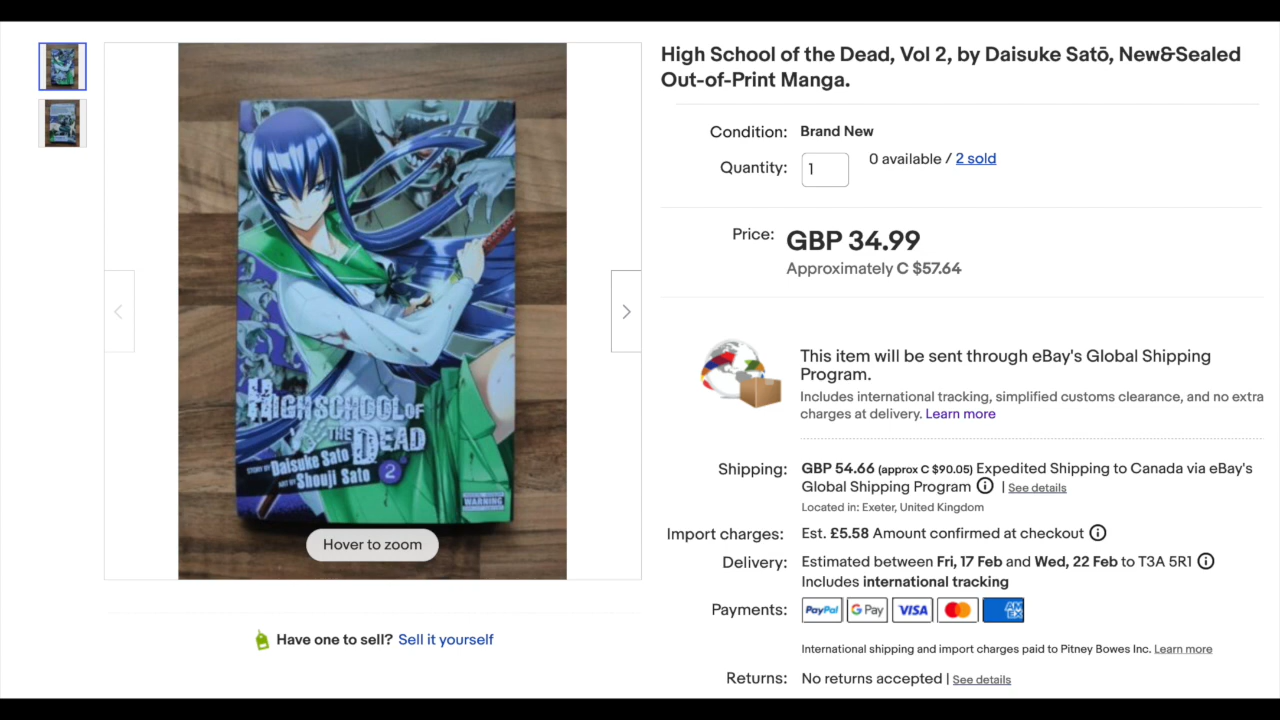 High School of the Dead, Vol 2, by Daisuke Satō, New&Sealed
Out-of-Print Manga.
Condition: Brand New
Quantity: 1 0 available / 2 sold
Price: GBP 34.99
Approximately C $57.64
This item will be sent through eBay's Global Shipping
Program.
Includes international tracking, simplified customs clearance, and no extra
charges at delivery. Learn more
Shipping: GBP 54.66 (approx C $90.05) Expedited Shipping to Canada via eBay's
Global Shipping Program | See details
Located in: Exeter, United Kingdom
Import charges: Est. £5.58 Amount confirmed at checkout
Delivery: Estimated between Fri, 17 Feb and Wed, 22 Feb to T3A 5R1
Includes international tracking
Payments: PayPal G Pay VISA AM EX
International shipping and import charges paid to Pitney Bowes Inc. Learn more
Returns: No returns accepted | See details
HIGHSCHOOL OF
THE DEAD
STORY BY Daisuke Sato
ART BY Shouji Sato 2
WARNING
Hover to zoom
Have one to sell? Sell it yourself